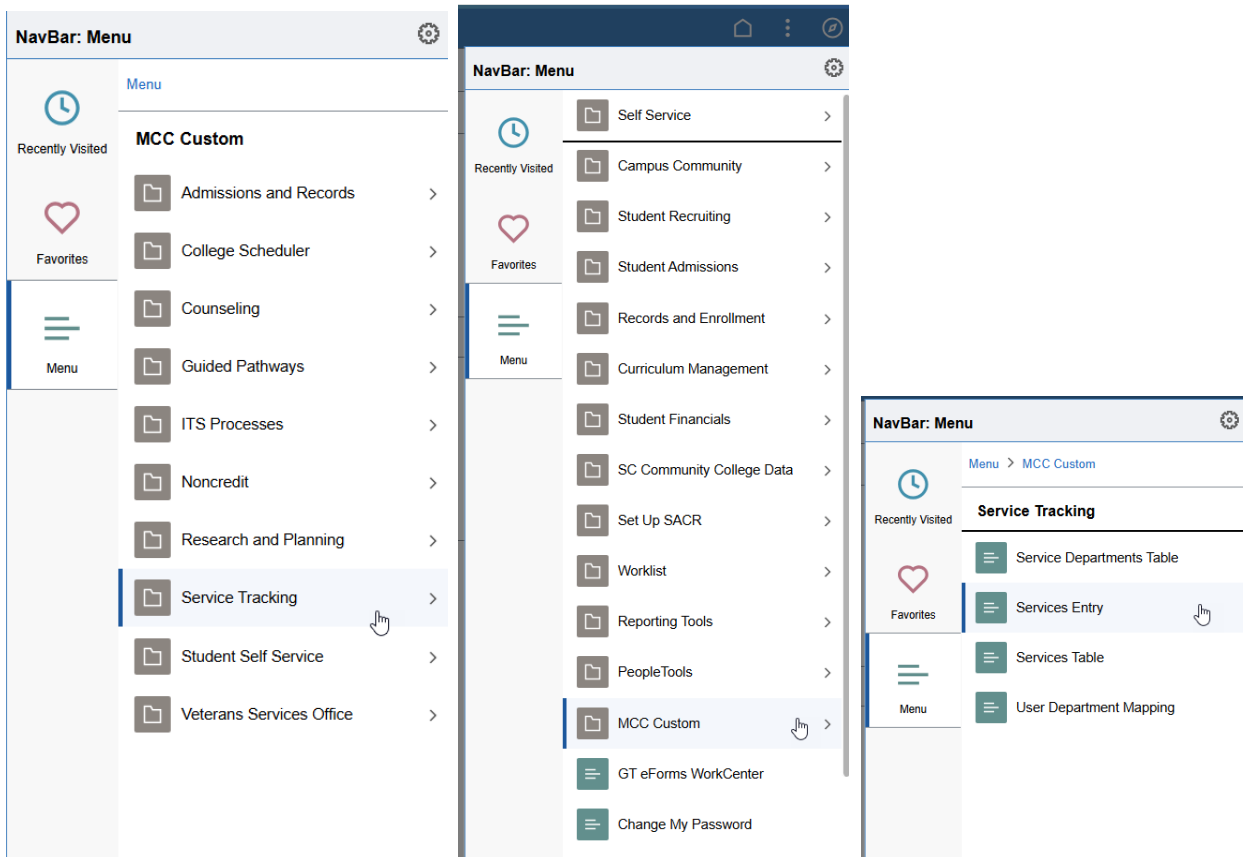 NavBar: Menu
Recently Visited
Favorites
Menu
Menu
MCC Custom
Admissions and Records
College Scheduler
Counseling
Guided Pathways
ITS Processes
Noncredit
Research and Planning
Service Tracking
Student Self Service
Veterans Services Office
NavBar: Menu
Recently Visited
Favorites
Menu
Self Service
Campus Community
Student Recruiting
Student Admissions
Records and Enrollment
Curriculum Management
Student Financials
SC Community College Data
Set Up SACR
Worklist
Reporting Tools
PeopleTools
MCC Custom
GT eForms WorkCenter
Change My Password
NavBar: Menu
Recently Visited
Favorites
Menu
Menu > MCC Custom
Service Tracking
Service Departments Table
Services Entry
Services Table
User Department Mapping